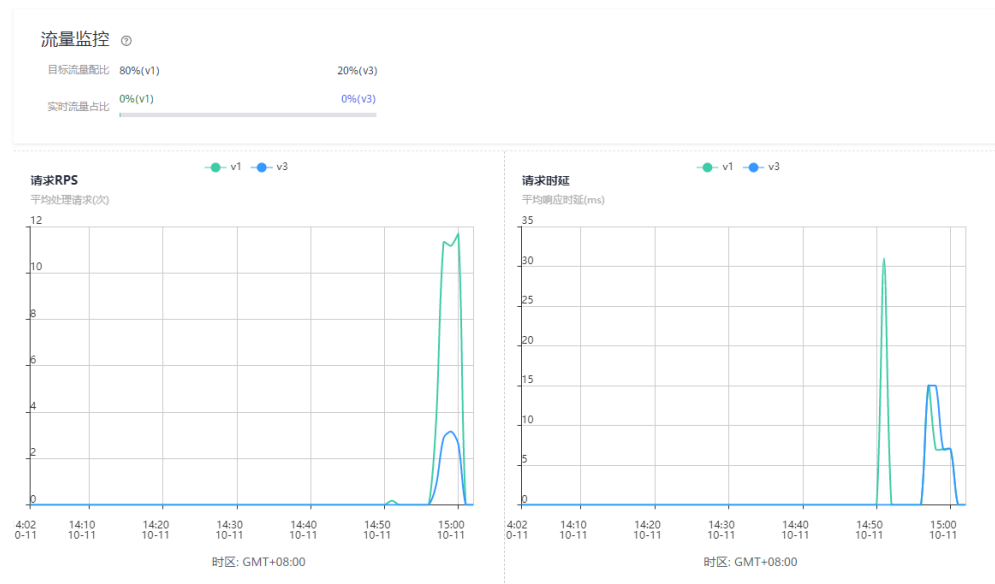 流量监控 ?
目标流量配比 80%(v1) 20%(v3)
实时流量占比 0%(v1) 0%(v3)
v1 v3
请求RPS
平均处理请求(次)
12
10
8
6
4
2
0
4:02 14:10 14:20 14:30 14:40 14:50 15:00
0-11 10-11 10-11 10-11 10-11 10-11 10-11
时区: GMT+08:00
v1 v3
请求时延
平均响应时延(ms)
35
30
25
20
15
10
5
0
4:02 14:10 14:20 14:30 14:40 14:50 15:00
0-11 10-11 10-11 10-11 10-11 10-11 10-11
时区: GMT+08:00